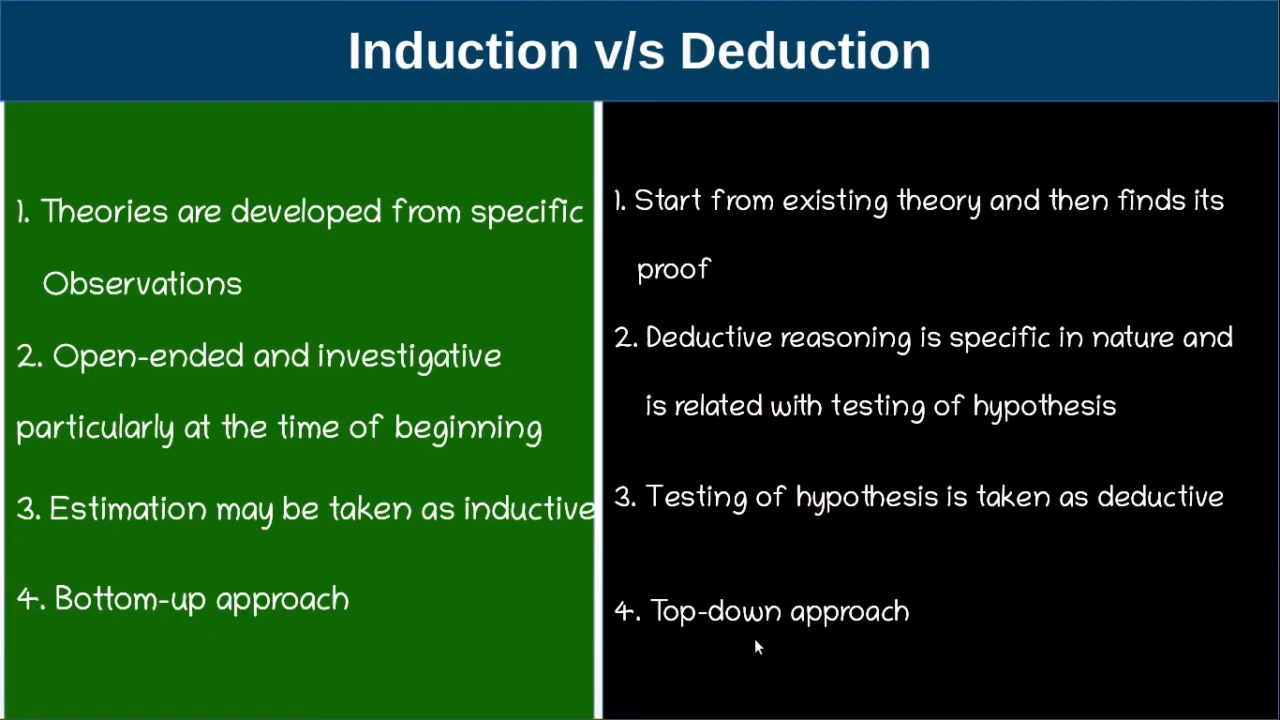 Induction v/s Deduction
1. Theories are developed from specific
Observations
2. Open-ended and investigative
particularly at the time of beginning
3. Estimation may be taken as inductive
4. Bottom-up approach
1. Start from existing theory and then finds its
proof
2. Deductive reasoning is specific in nature and
is related with testing of hypothesis
3. Testing of hypothesis is taken as deductive
4. Top-down approach